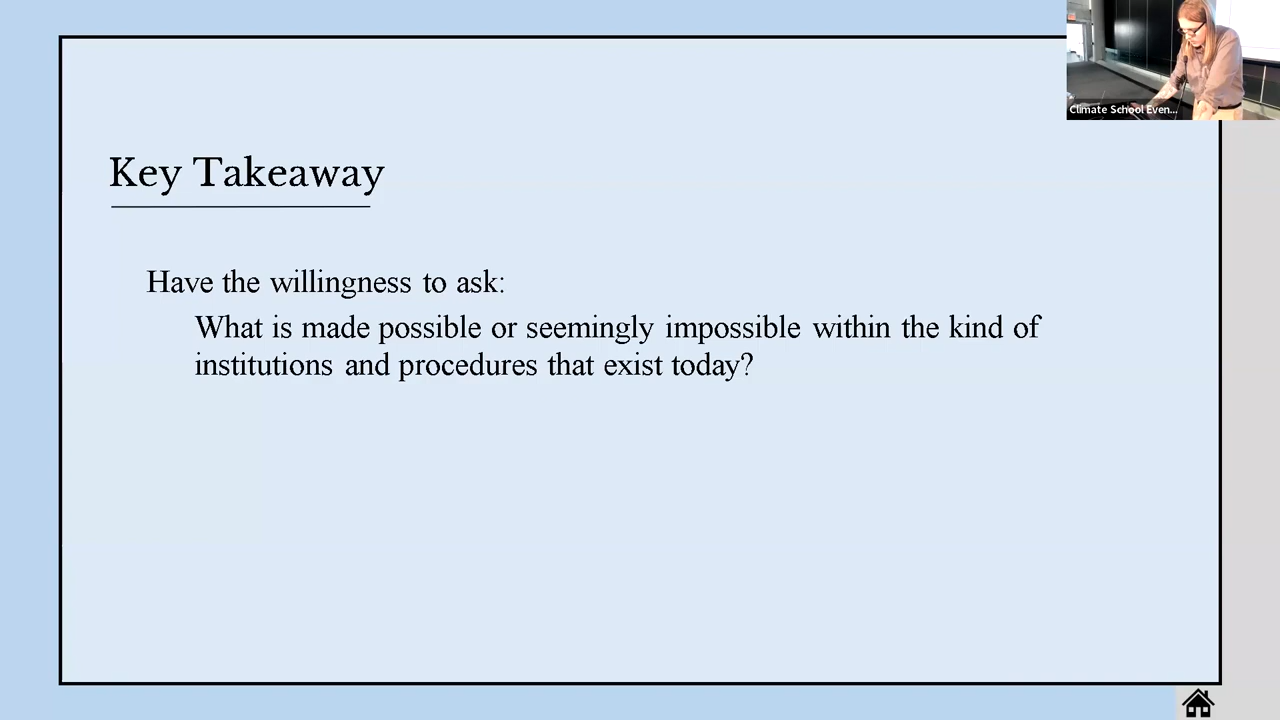 Climate School Even...
Key Takeaway
Have the willingness to ask:
What is made possible or seemingly impossible within the kind of
institutions and procedures that exist today?